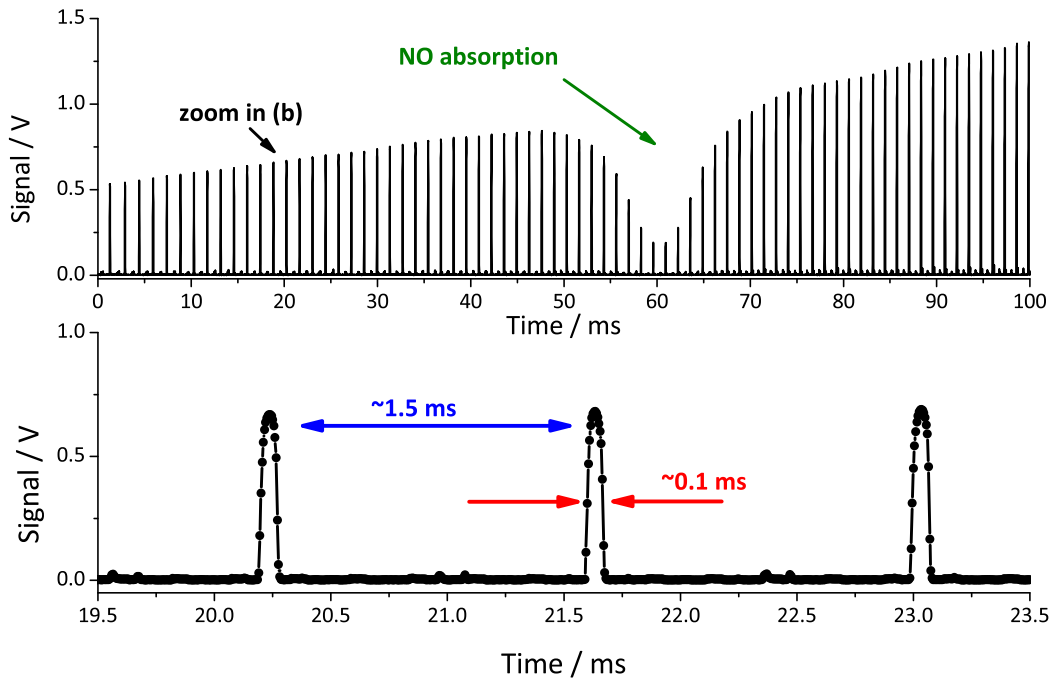 1.5
1.0
0.5
0.0
Signal / V
NO absorption
zoom in (b)
0 10 20 30 40 50 60 70 80 90 100
Time / ms
1.0
0.5
0.0
Signal / V
~1.5 ms
~0.1 ms
19.5 20.0 20.5 21.0 21.5 22.0 22.5 23.0 23.5
Time / ms